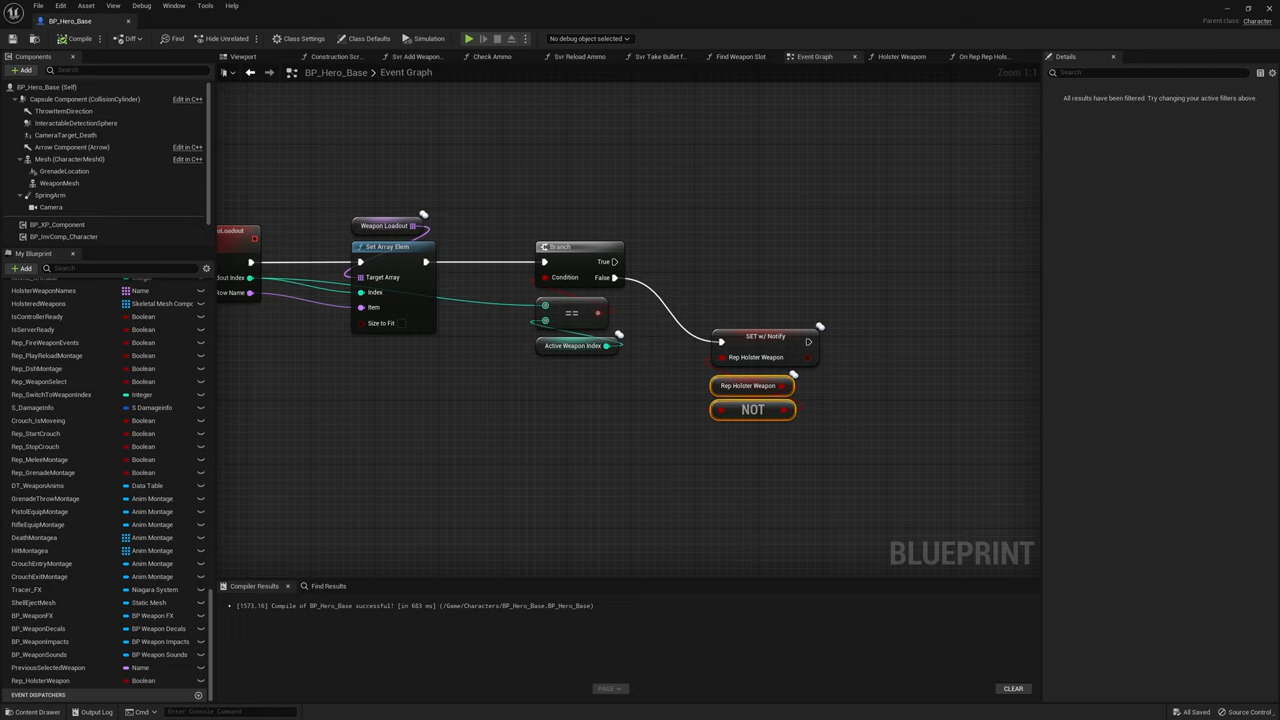 File Edit Asset View Debug Window Tools Help
BP_Hero_Base
Parent class: Character
Compile Diff Find Hide Unrelated Class Settings Class Defaults Simulation No debug object selected
Components
Viewport Construction Scr... Svr Add Weapon... Check Ammo Svr Reload Ammo Svr Take Bullet f... Find Weapon Slot Event Graph Holster Weapom On Rep Rep Hols...
Details
Add Search
BP_Hero_Base > Event Graph
Zoom 1:1
Search
All results have been filtered. Try changing your active filters above.
BP_Hero_Base (Self)
Capsule Component (CollisionCylinder) Edit in C++
ThrowItemDirection
InteractableDetectionSphere
CameraTarget_Death
Arrow Component (Arrow) Edit in C++
Mesh (CharacterMesh0) Edit in C++
GrenadeLocation
WeaponMesh
SpringArm
Camera
BP_XP_Component
BP_InvComp_Character
My Blueprint
Add Search
HolsterWeaponNames Name
HolsteredWeapons Skeletal Mesh Compo
IsControllerReady Boolean
IsServerReady Boolean
Rep_FireWeaponEvents Boolean
Rep_PlayReloadMontage Boolean
Rep_DshMontage Boolean
Rep_WeaponSelect Boolean
Rep_SwitchToWeaponIndex Integer
S_DamageInfo S Damageinfo
Crouch_IsMoveing Boolean
Rep_StartCrouch Boolean
Rep_StopCrouch Boolean
Rep_MeleeMontage Boolean
Rep_GrenadeMontage Boolean
DT_WeaponAnims Data Table
GrenadeThrowMontage Anim Montage
PistolEquipMontage Anim Montage
RifleEquipMontage Anim Montage
DeathMontagea Anim Montage
HitMontagea Anim Montage
CrouchEntryMontage Anim Montage
CrouchExitMontage Anim Montage
Tracer_FX Niagara System
ShellEjectMesh Static Mesh
BP_WeaponFX BP Weapon FX
BP_WeaponDecals BP Weapon Decals
BP_WeaponImpacts BP Weapon Impacts
BP_WeaponSounds BP Weapon Sounds
PreviousSelectedWeapon Name
Rep_HolsterWeapon Boolean
EVENT DISPATCHERS
oLoadout
out Index
Row Name
Weapon Loadout
Set Array Elem
Target Array
Index
Item
Size to Fit
Branch
True
Condition False
==
Active Weapon Index
SET w/ Notify
Rep Holster Weapon
Rep Holster Weapon
NOT
BLUEPRINT
Compiler Results Find Results
[1573,16] Compile of BP_Hero_Base successful! [in 683 ms] (/Game/Characters/BP_Hero_Base.BP_Hero_Base)
PAGE
CLEAR
Content Drawer Output Log Cmd Enter Console Command
All Saved Source Control